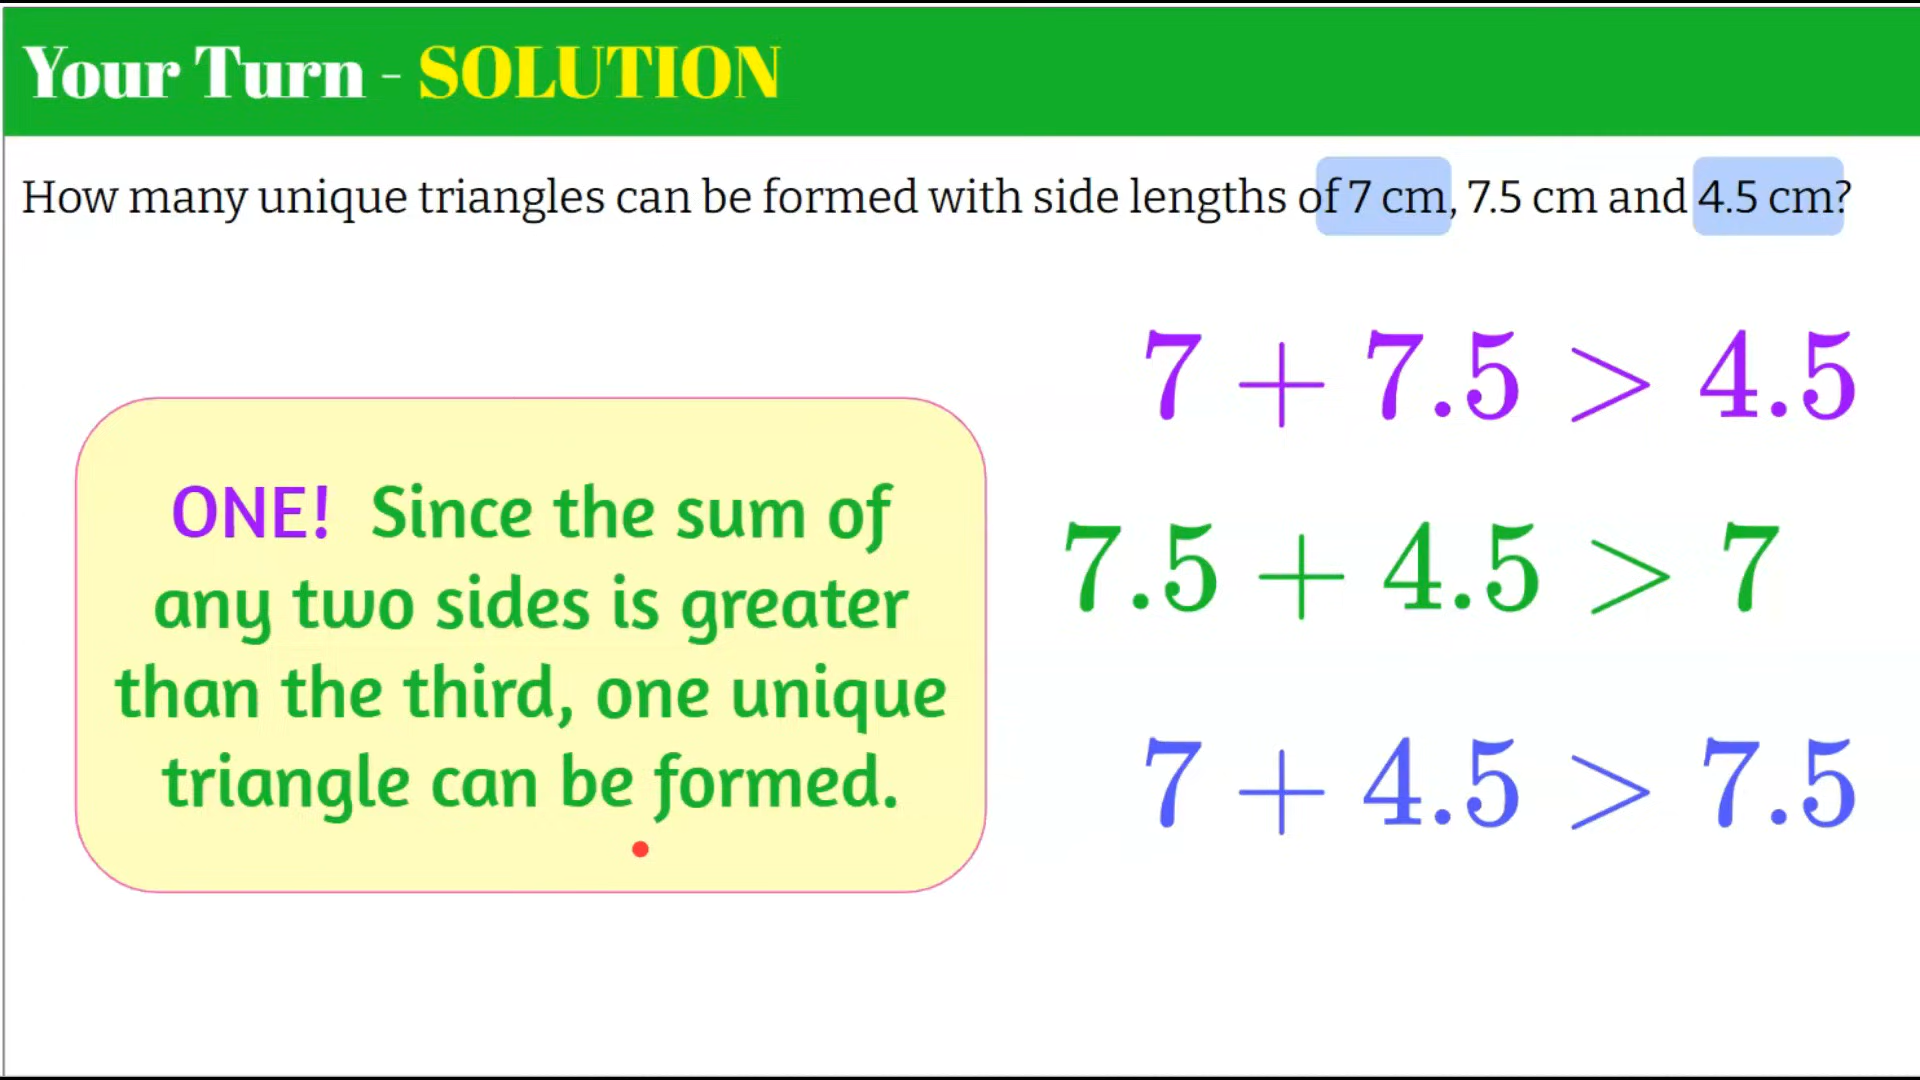 Your Turn - SOLUTION
How many unique triangles can be formed with side lengths of 7 cm, 7.5 cm and 4.5 cm?
7 + 7.5 > 4.5
ONE! Since the sum of
any two sides is greater
than the third, one unique
triangle can be formed.
7.5 + 4.5 > 7
7 + 4.5 > 7.5